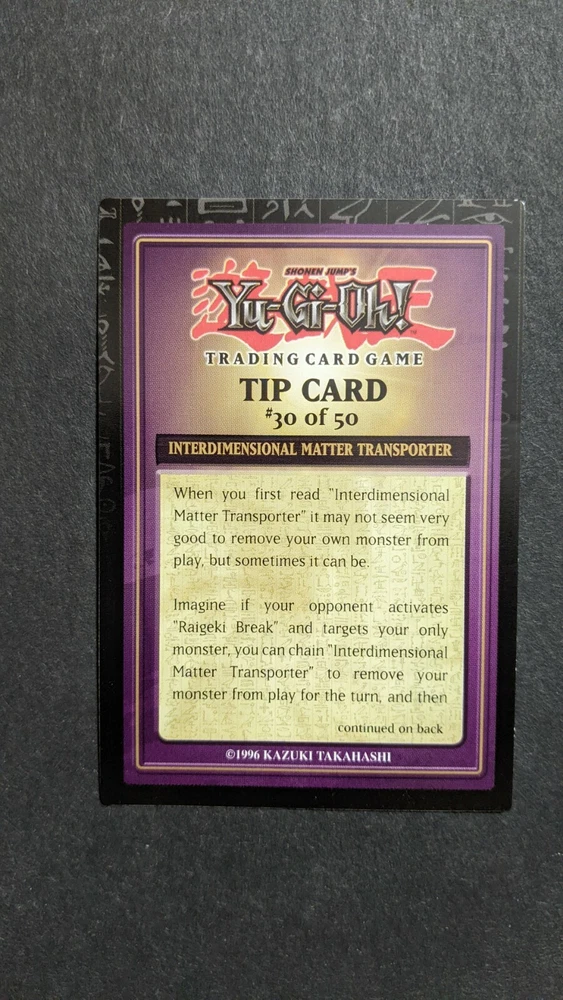 SHONEN JUMP'S
遊戯王
Yu-Gi-Oh!
TRADING CARD GAME
TIP CARD
#30 of 50
INTERDIMENSIONAL MATTER TRANSPORTER
When you first read "Interdimensional
Matter Transporter" it may not seem very
good to remove your own monster from
play, but sometimes it can be.
Imagine if your opponent activates
"Raigeki Break" and targets your only
monster, you can chain "Interdimensional
Matter Transporter" to remove your
monster from play for the turn, and then
continued on back
©1996 KAZUKI TAKAHASHI